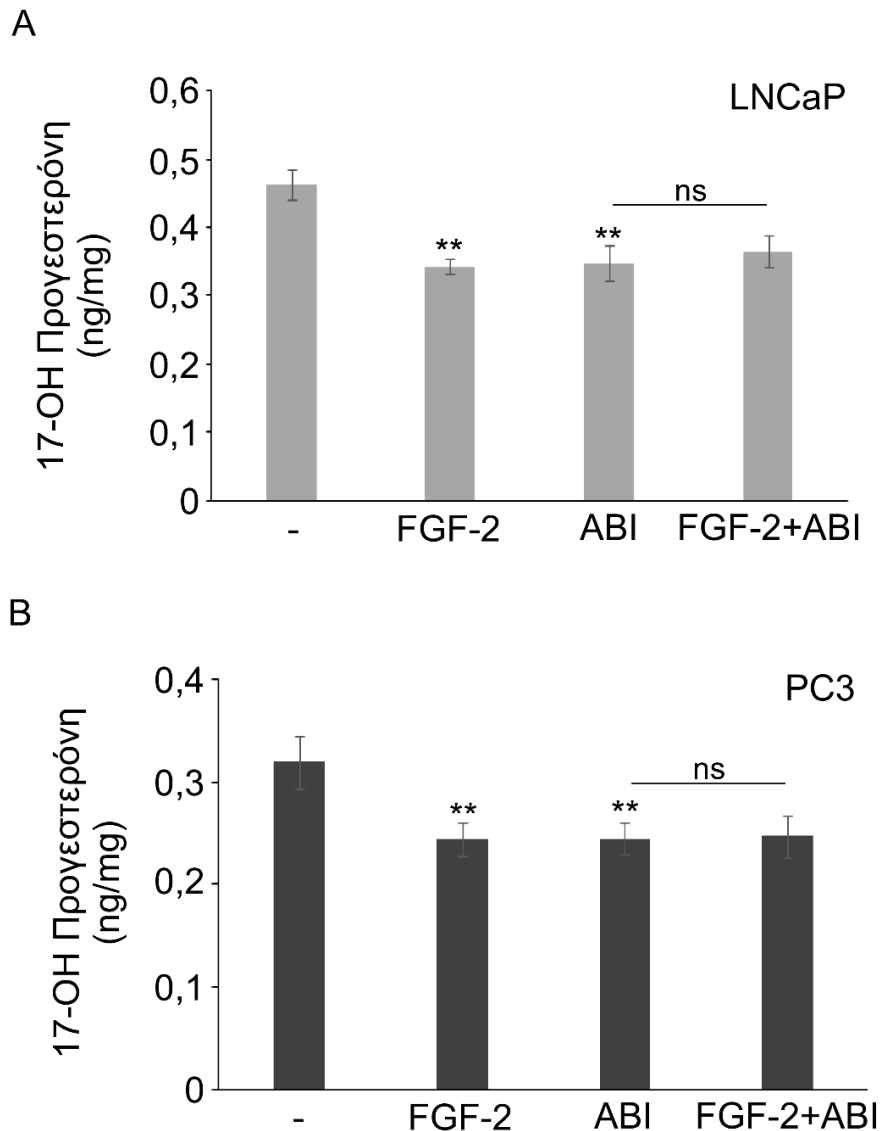 A
LNCaP
17-ΟΗ Προγεστερόνη
(ng/mg)
0,6
0,5
0,4
0,3
0,2
0,1
0
ns
**
**
-
FGF-2
ABI
FGF-2+ABI
B
PC3
17-ΟΗ Προγεστερόνη
(ng/mg)
0,4
0,3
0,2
0,1
0
ns
**
**
-
FGF-2
ABI
FGF-2+ABI